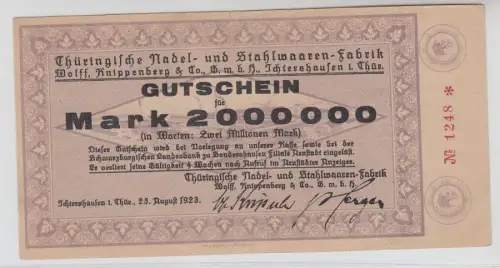 Thüringische Nadel- und Stahlwaaren-Fabrik
Wolff, Knippenberg & Co., G. m. b. H., Ichtershausen i. Thür.
GUTSCHEIN
für
Mark 2000000
(in Worten: Zwei Millionen Mark)
Dieser Gutschein wird bei Vorlegung an unserer Kasse sowie bei der
Schwarzburgischen Landesbank zu Sondershausen Filiale Arnstadt eingelöst.
Er verliert seine Gültigkeit 4 Wochen nach Aufruf im Arnstädter Anzeiger.
Thüringische Nadel- und Stahlwaaren-Fabrik
Wolff, Knippenberg & Co., G. m. b. H.
Ichtershausen i. Thür., 25. August 1923.
№ 1248 *